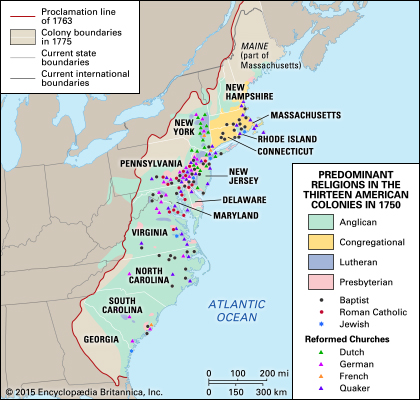 Proclamation line
of 1763
Colony boundaries
in 1775
Current state
boundaries
Current international
boundaries
MAINE
(part of
Massachusetts)
NEW
HAMPSHIRE
MASSACHUSETTS
NEW
YORK
RHODE ISLAND
CONNECTICUT
PENNSYLVANIA
NEW
JERSEY
DELAWARE
MARYLAND
VIRGINIA
NORTH
CAROLINA
SOUTH
CAROLINA
GEORGIA
ATLANTIC
OCEAN
PREDOMINANT
RELIGIONS IN THE
THIRTEEN AMERICAN
COLONIES IN 1750
Anglican
Congregational
Lutheran
Presbyterian
Baptist
Roman Catholic
Jewish
Reformed Churches
Dutch
German
French
Quaker
0 100 200 mi
0 150 300 km
© 2015 Encyclopædia Britannica, Inc.